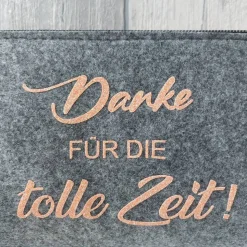 Danke
FÜR DIE
tolle Zeit!